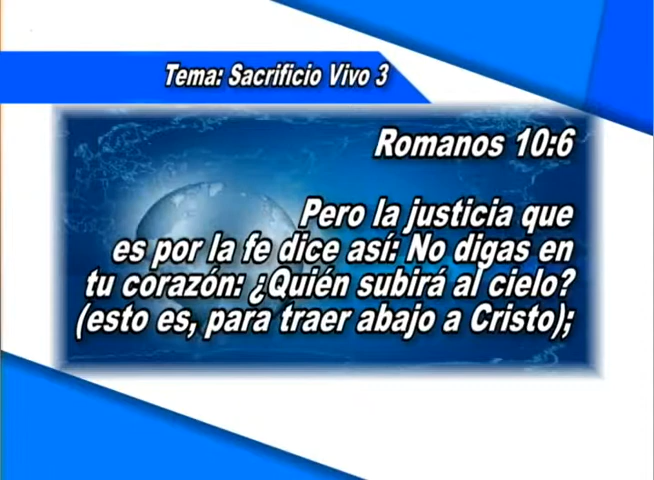 Tema: Sacrificio Vivo 3
Romanos 10:6
Pero la justicia que
es por la fe dice así: No digas en
tu corazón: ¿Quién subirá al cielo?
(esto es, para traer abajo a Cristo);